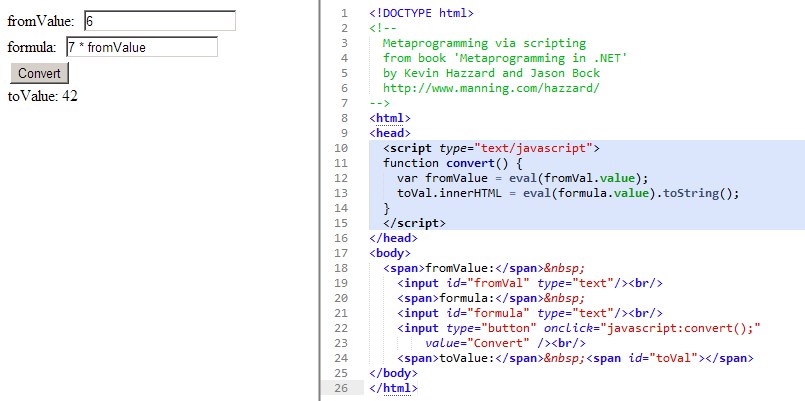 fromValue: 6
formula: 7 * fromValue
Convert
toValue: 42
1 <!DOCTYPE html>
2 <!--
3 Metaprogramming via scripting
4 from book 'Metaprogramming in .NET'
5 by Kevin Hazzard and Jason Bock
6 http://www.manning.com/hazzard/
7 -->
8 <html>
9 <head>
10 <script type="text/javascript">
11 function convert() {
12 var fromValue = eval(fromVal.value);
13 toVal.innerHTML = eval(formula.value).toString();
14 }
15 </script>
16 </head>
17 <body>
18 <span>fromValue:</span>&nbsp;
19 <input id="fromVal" type="text"/><br/>
20 <span>formula:</span>&nbsp;
21 <input id="formula" type="text"/><br/>
22 <input type="button" onclick="javascript:convert();"
23 value="Convert" /><br/>
24 <span>toValue:</span>&nbsp;<span id="toVal"></span>
25 </body>
26 </html>